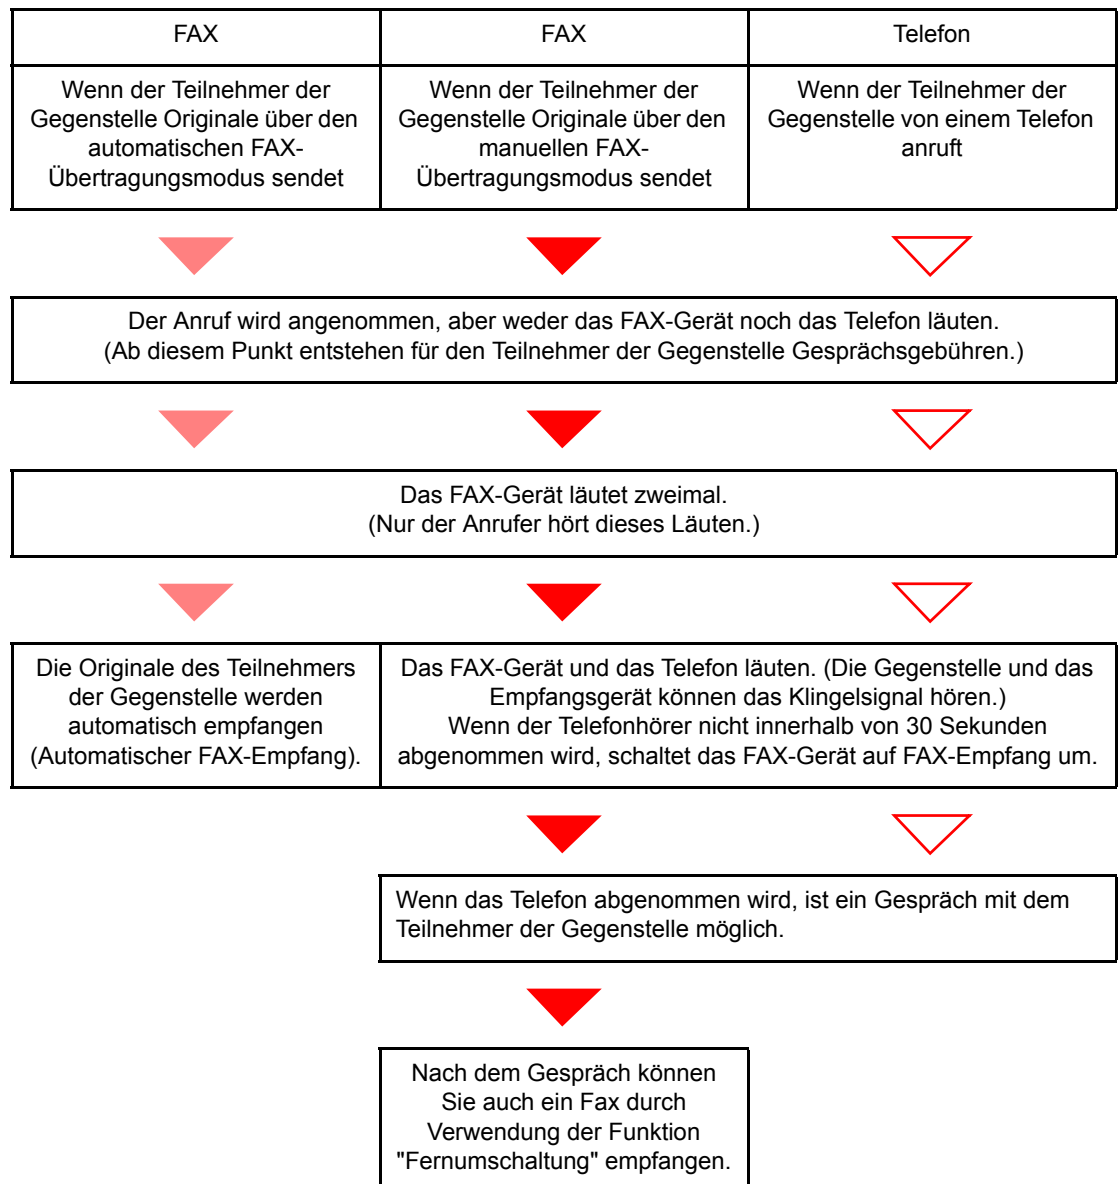 FAX
FAX
Telefon
Wenn der Teilnehmer der
Gegenstelle Originale über den
automatischen FAX-
Übertragungsmodus sendet
Wenn der Teilnehmer der
Gegenstelle Originale über den
manuellen FAX-
Übertragungsmodus sendet
Wenn der Teilnehmer der
Gegenstelle von einem Telefon
anruft
Der Anruf wird angenommen, aber weder das FAX-Gerät noch das Telefon läuten.
(Ab diesem Punkt entstehen für den Teilnehmer der Gegenstelle Gesprächsgebühren.)
Das FAX-Gerät läutet zweimal.
(Nur der Anrufer hört dieses Läuten.)
Die Originale des Teilnehmers
der Gegenstelle werden
automatisch empfangen
(Automatischer FAX-Empfang).
Das FAX-Gerät und das Telefon läuten. (Die Gegenstelle und das
Empfangsgerät können das Klingelsignal hören.)
Wenn der Telefonhörer nicht innerhalb von 30 Sekunden
abgenommen wird, schaltet das FAX-Gerät auf FAX-Empfang um.
Wenn das Telefon abgenommen wird, ist ein Gespräch mit dem
Teilnehmer der Gegenstelle möglich.
Nach dem Gespräch können
Sie auch ein Fax durch
Verwendung der Funktion
"Fernumschaltung" empfangen.